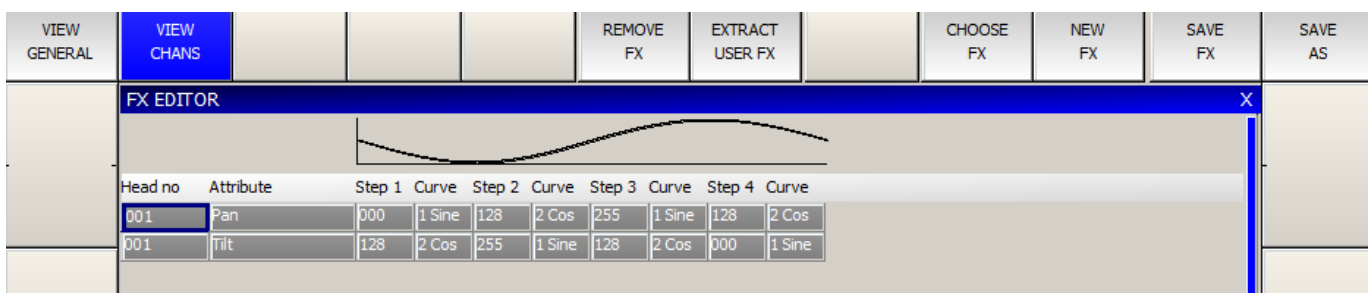 VIEW GENERAL
VIEW CHANS
REMOVE FX
EXTRACT USER FX
CHOOSE FX
NEW FX
SAVE FX
SAVE AS
FX EDITOR X
Head no Attribute Step 1 Curve Step 2 Curve Step 3 Curve Step 4 Curve
001 Pan 000 1 Sine 128 2 Cos 255 1 Sine 128 2 Cos
001 Tilt 128 2 Cos 255 1 Sine 128 2 Cos 000 1 Sine